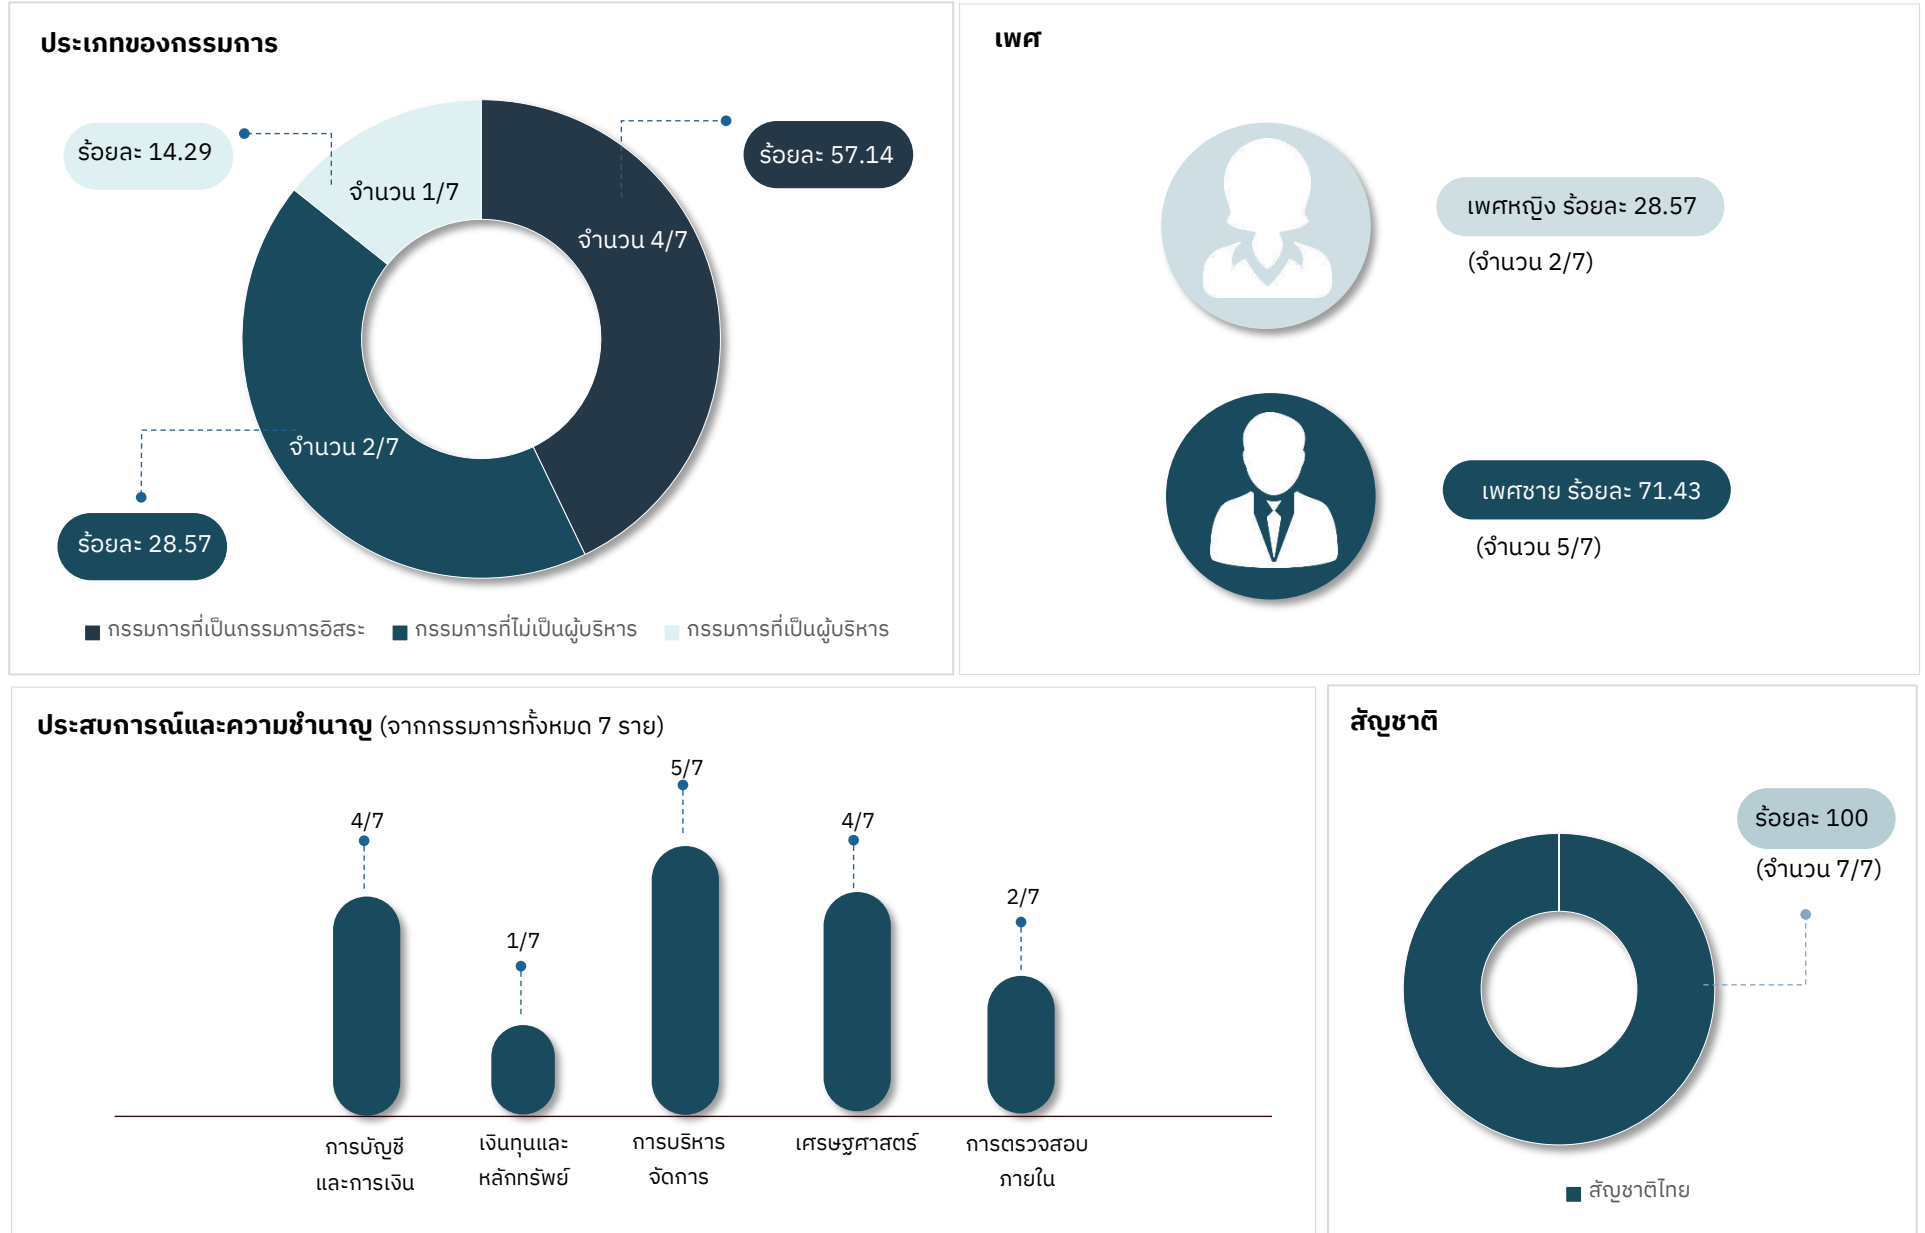 ประเภทของกรรมการ
ร้อยละ 14.29
ร้อยละ 57.14
จำนวน 1/7
จำนวน 4/7
จำนวน 2/7
ร้อยละ 28.57
กรรมการที่เป็นกรรมการอิสระ
กรรมการที่ไม่เป็นผู้บริหาร
กรรมการที่เป็นผู้บริหาร
เพศ
เพศหญิง ร้อยละ 28.57
(จำนวน 2/7)
เพศชาย ร้อยละ 71.43
(จำนวน 5/7)
ประสบการณ์และความชำนาญ (จากกรรมการทั้งหมด 7 ราย)
4/7
1/7
5/7
4/7
2/7
การบัญชี
และการเงิน
เงินทุนและ
หลักทรัพย์
การบริหาร
จัดการ
เศรษฐศาสตร์
การตรวจสอบ
ภายใน
สัญชาติ
ร้อยละ 100
(จำนวน 7/7)
สัญชาติไทย